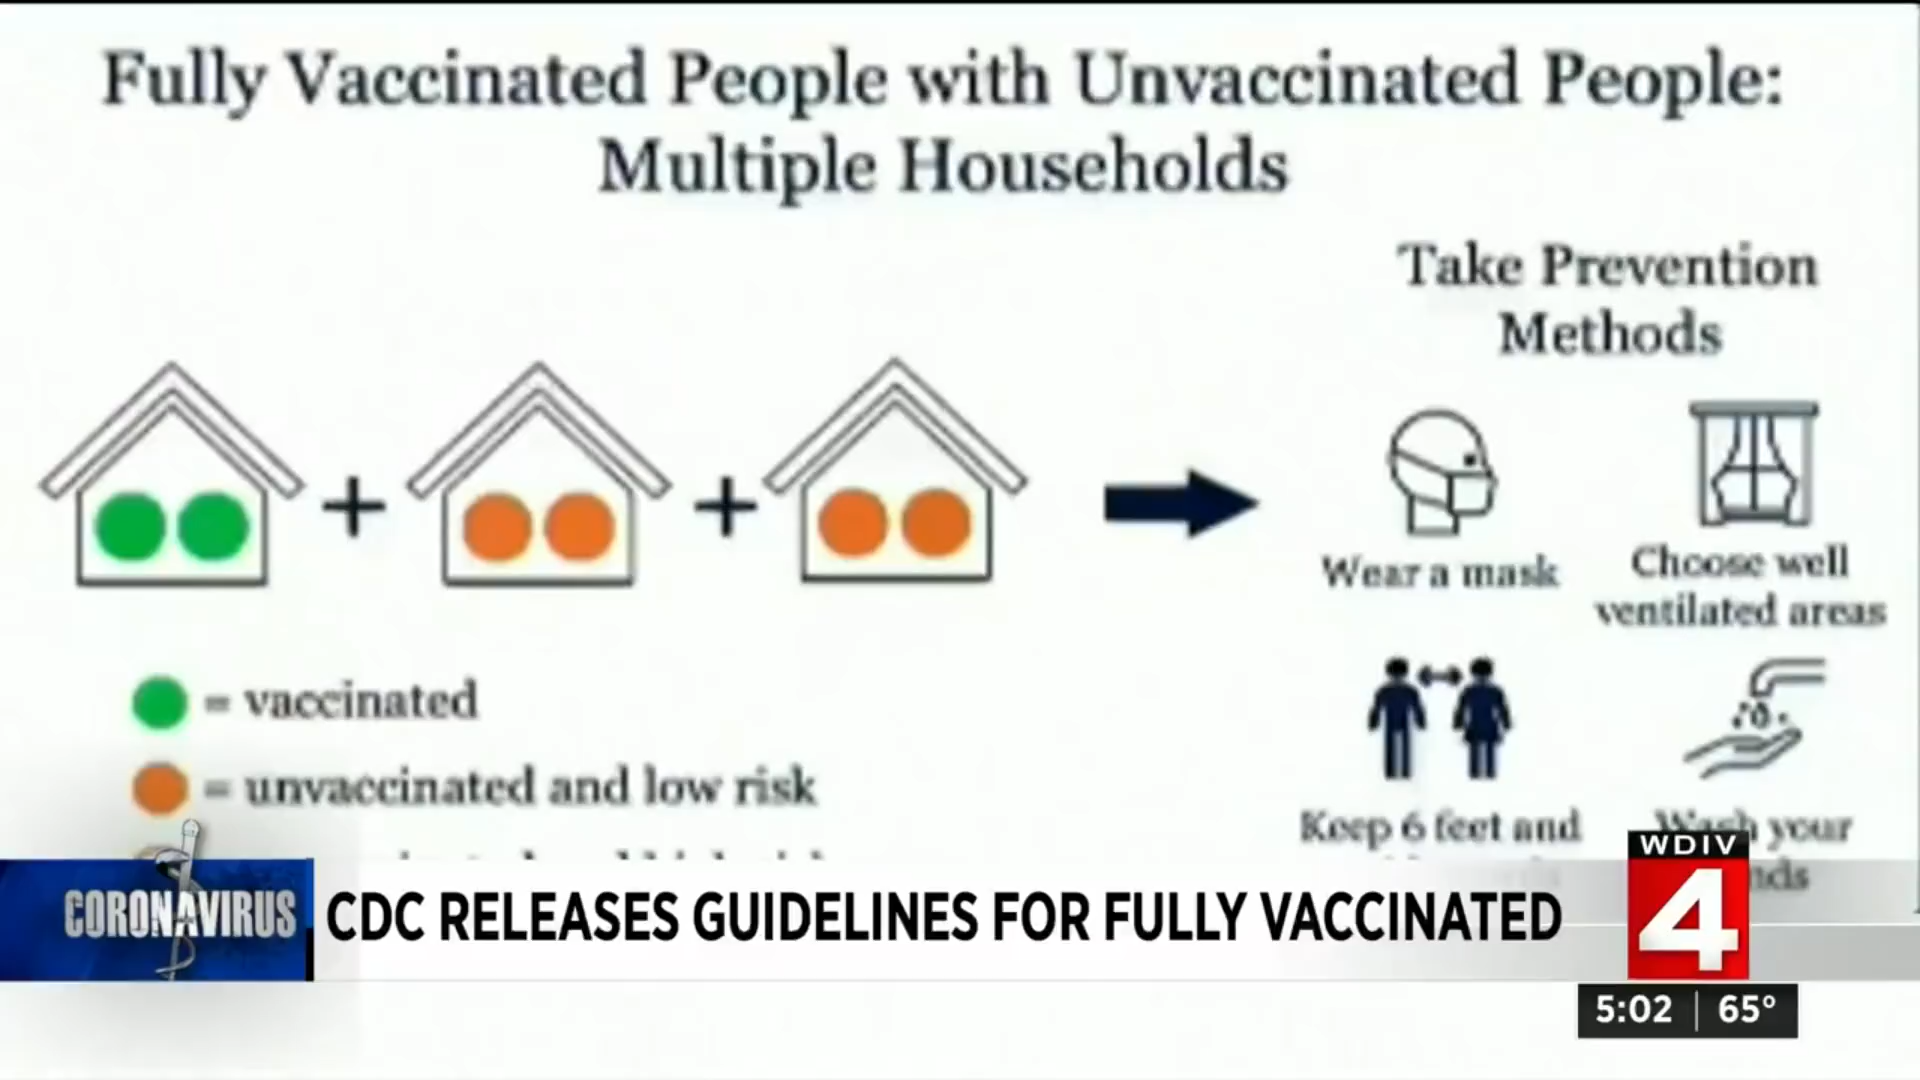 Fully Vaccinated People with Unvaccinated People:
Multiple Households
Take Prevention
Methods
Wear a mask
Choose well
ventilated areas
= vaccinated
= unvaccinated and low risk
Keep 6 feet and
Wash your
CORONAVIRUS
CDC RELEASES GUIDELINES FOR FULLY VACCINATED
WDIV
4
5:02 | 65°